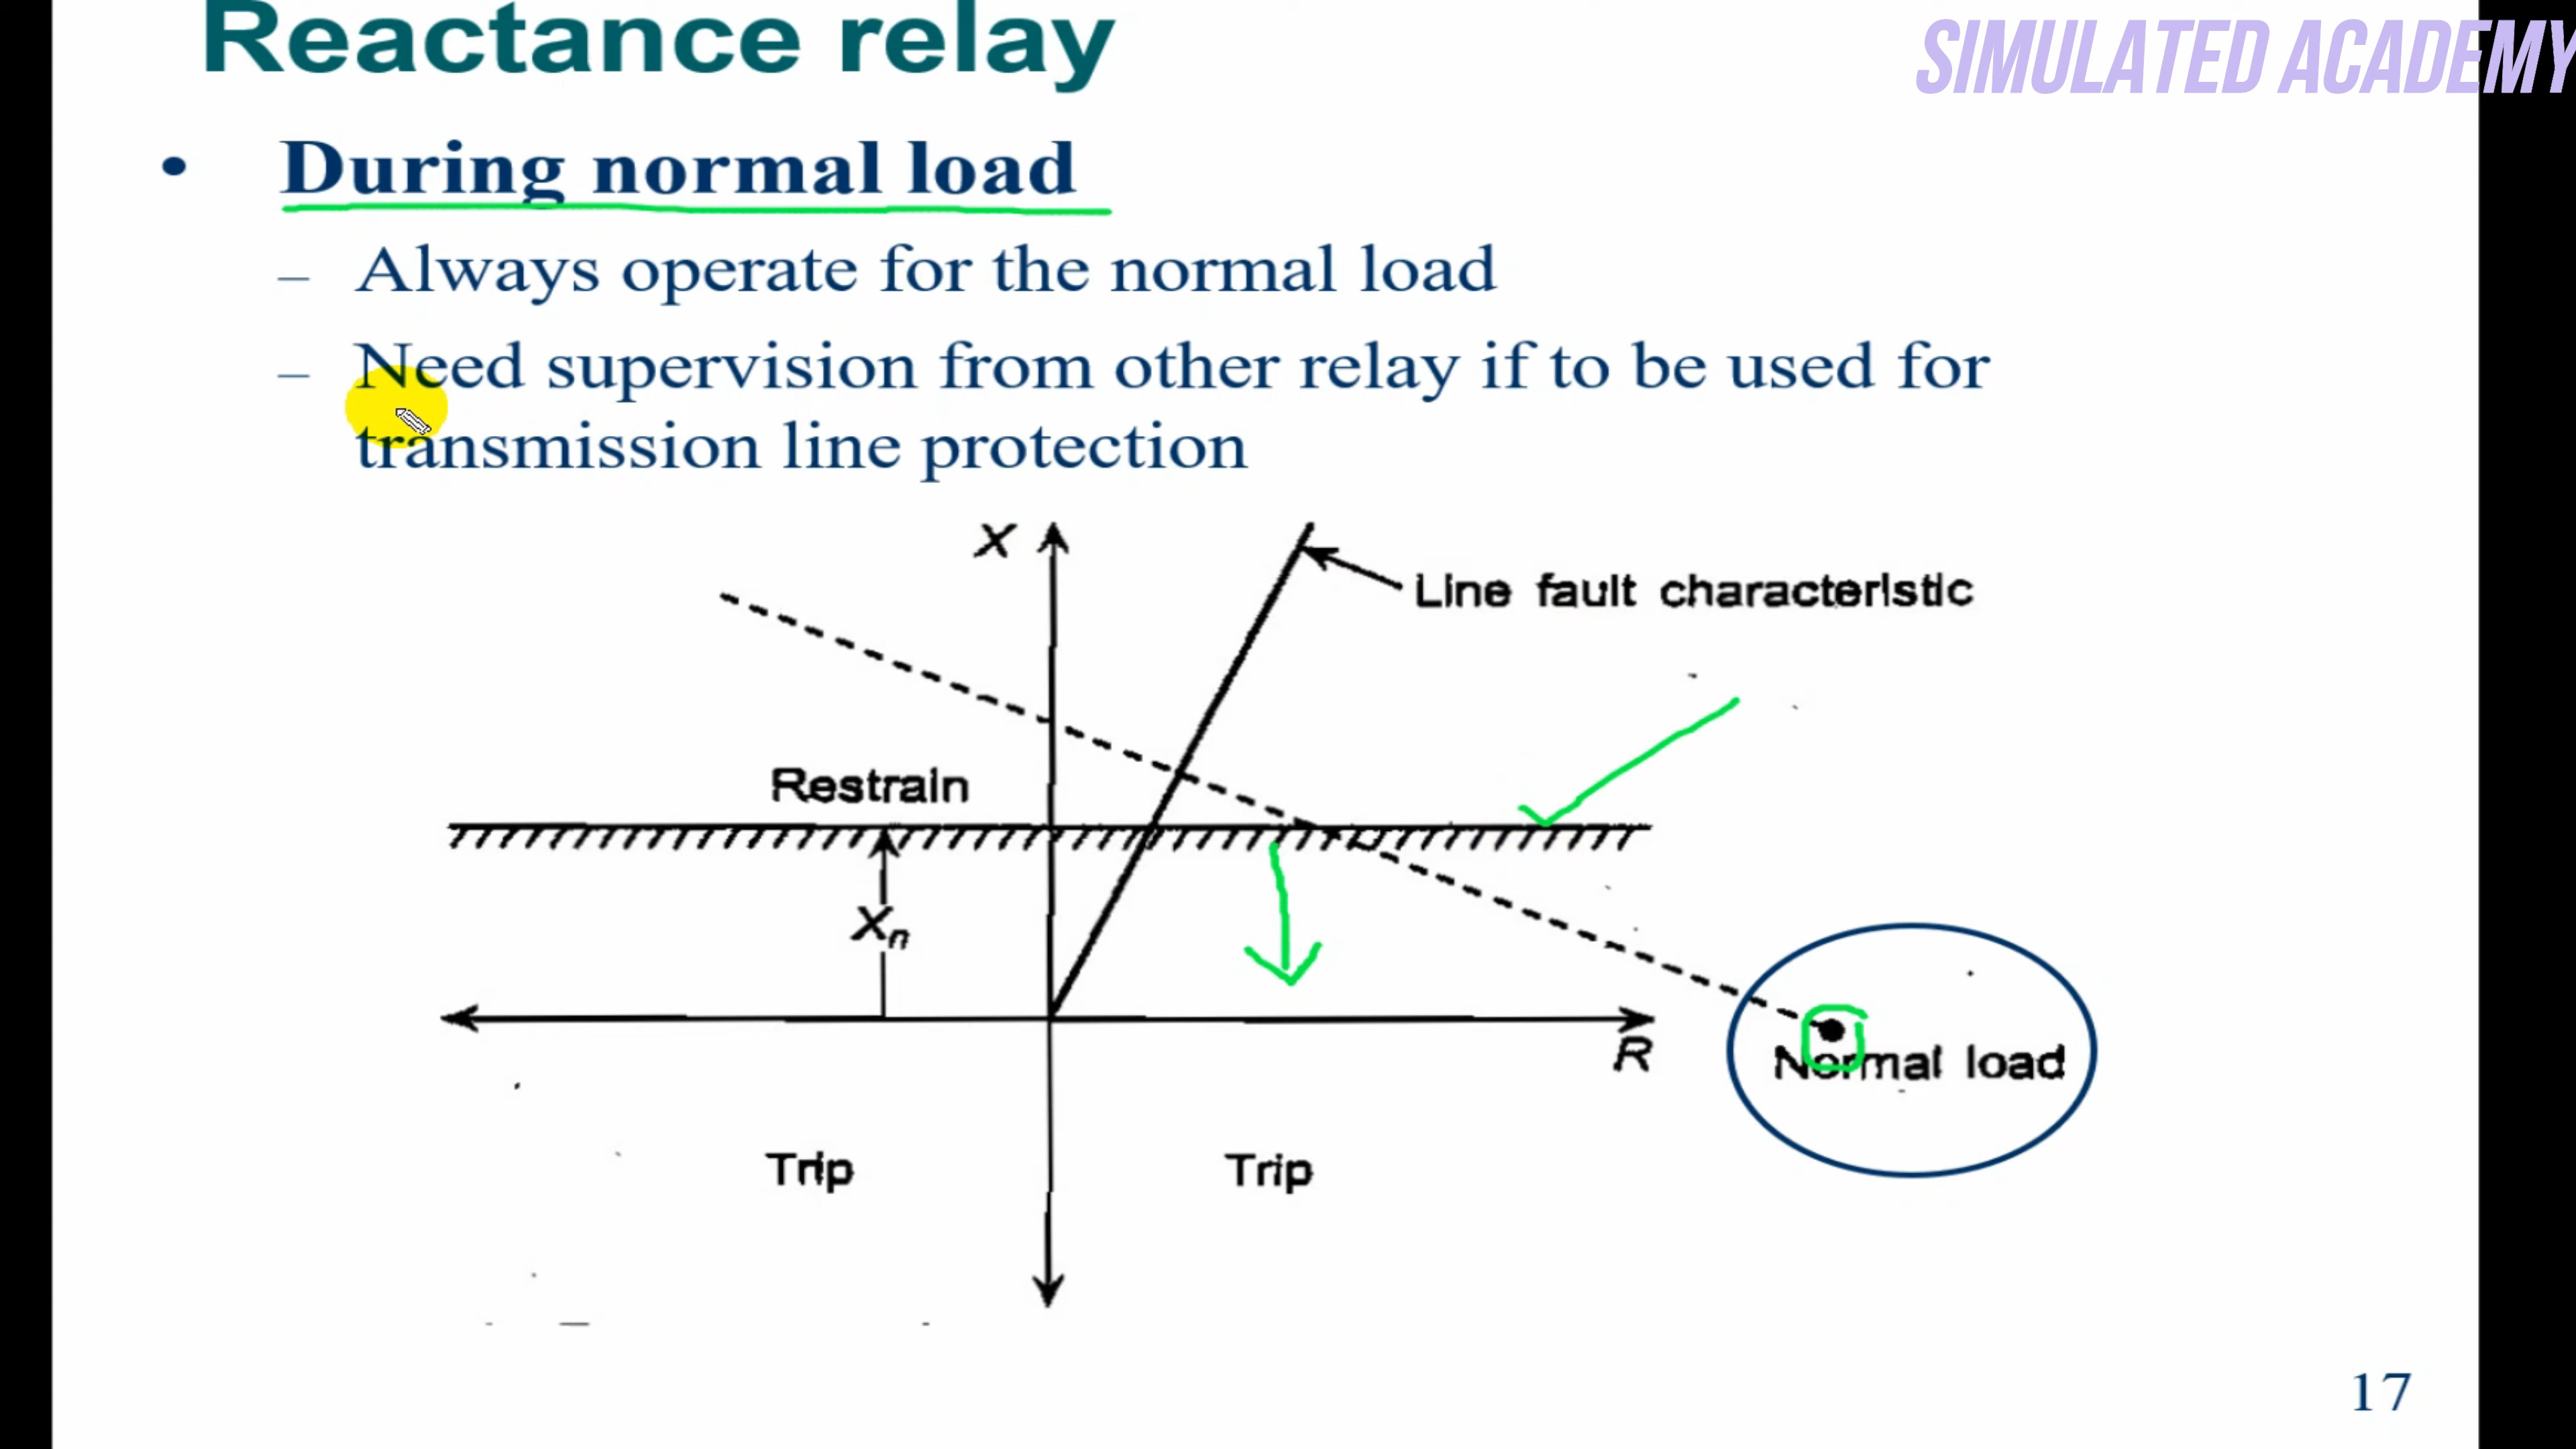 Reactance relay
SIMULATED ACADEMY
• During normal load
– Always operate for the normal load
– Need supervision from other relay if to be used for
transmission line protection
X
Line fault characteristic
Restrain
Xn
R
Normal load
Trip
Trip
17